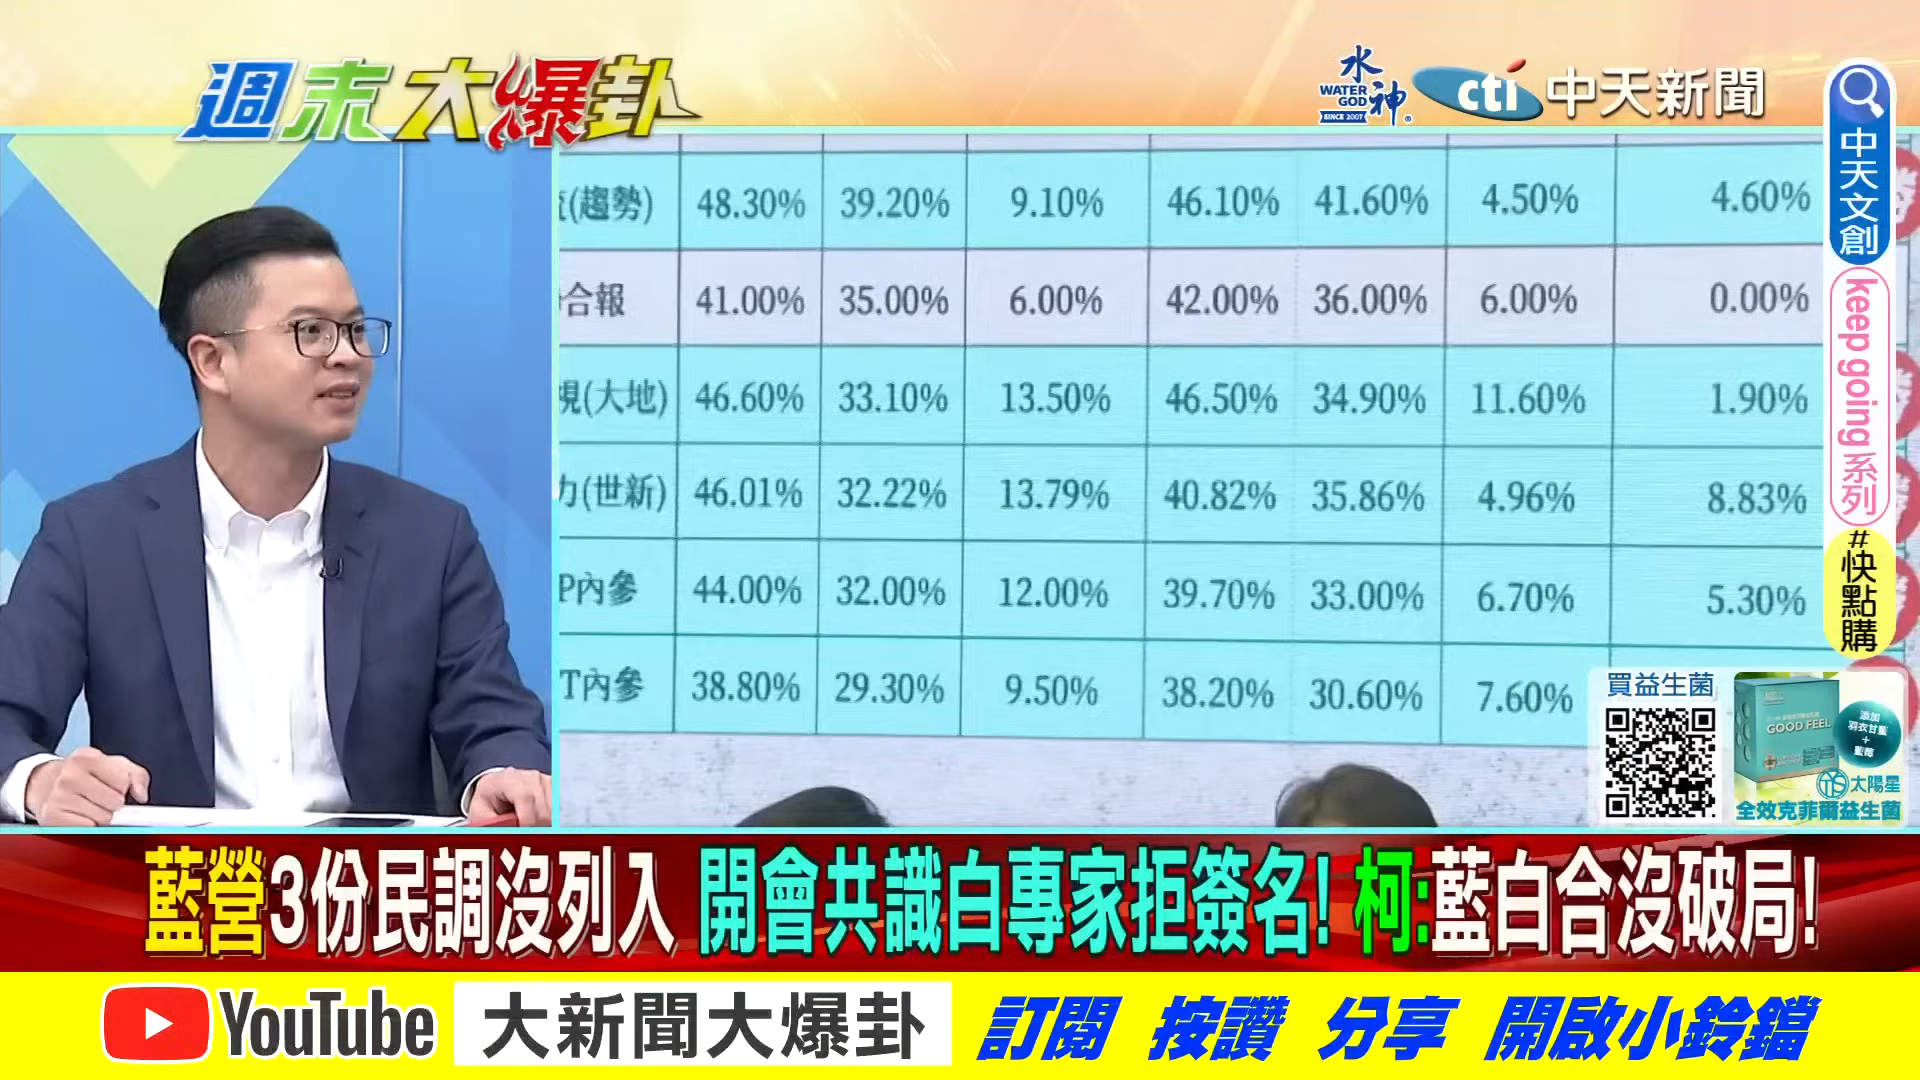 週末大爆卦
水神
WATER GOD
SINCE 2007
cti 中天新聞
中天文創
keep going 系列
#快點購
(趨勢) 48.30% 39.20% 9.10% 46.10% 41.60% 4.50% 4.60%
合報 41.00% 35.00% 6.00% 42.00% 36.00% 6.00% 0.00%
視(大地) 46.60% 33.10% 13.50% 46.50% 34.90% 11.60% 1.90%
力(世新) 46.01% 32.22% 13.79% 40.82% 35.86% 4.96% 8.83%
P內參 44.00% 32.00% 12.00% 39.70% 33.00% 6.70% 5.30%
T內參 38.80% 29.30% 9.50% 38.20% 30.60% 7.60%
買益生菌
GOOD FEEL
添加
羽衣甘藍
+
藍莓
太陽星
全效克菲爾益生菌
藍營3份民調沒列入 開會共識白專家拒簽名! 柯:藍白合沒破局!
YouTube 大新聞大爆卦 訂閱 按讚 分享 開啟小鈴鐺